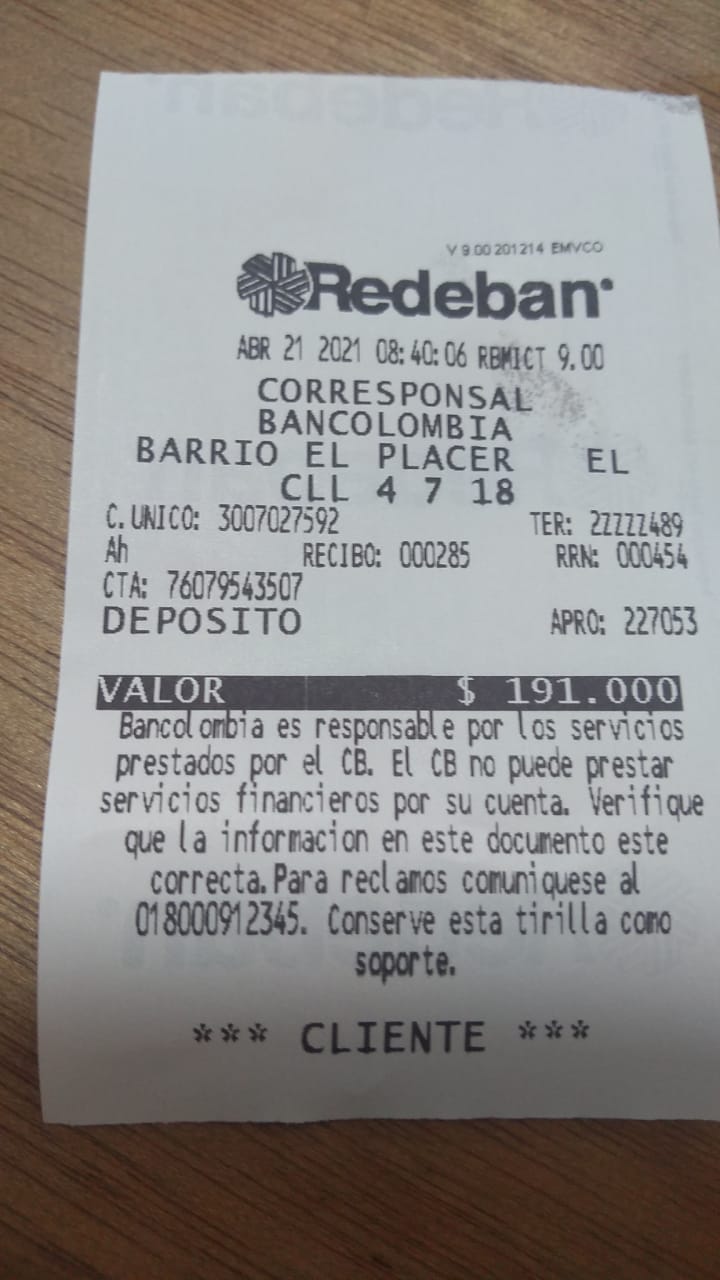 V 9.00 201214 EMVCO
Redeban
ABR 21 2021 08:40:06 RBMICT 9.00
CORRESPONSAL
BANCOLOMBIA
BARRIO EL PLACER EL
CLL 4 7 18
C. UNICO: 3007027592 TER: ZZZZZ489
Ah RECIBO: 000285 RRN: 000454
CTA: 76079543507
DEPOSITO APRO: 227053
VALOR $ 191.000
Bancolombia es responsable por los servicios
prestados por el CB. El CB no puede prestar
servicios financieros por su cuenta. Verifique
que la informacion en este documento este
correcta.Para reclamos comuniquese al
018000912345. Conserve esta tirilla como
soporte.
*** CLIENTE ***